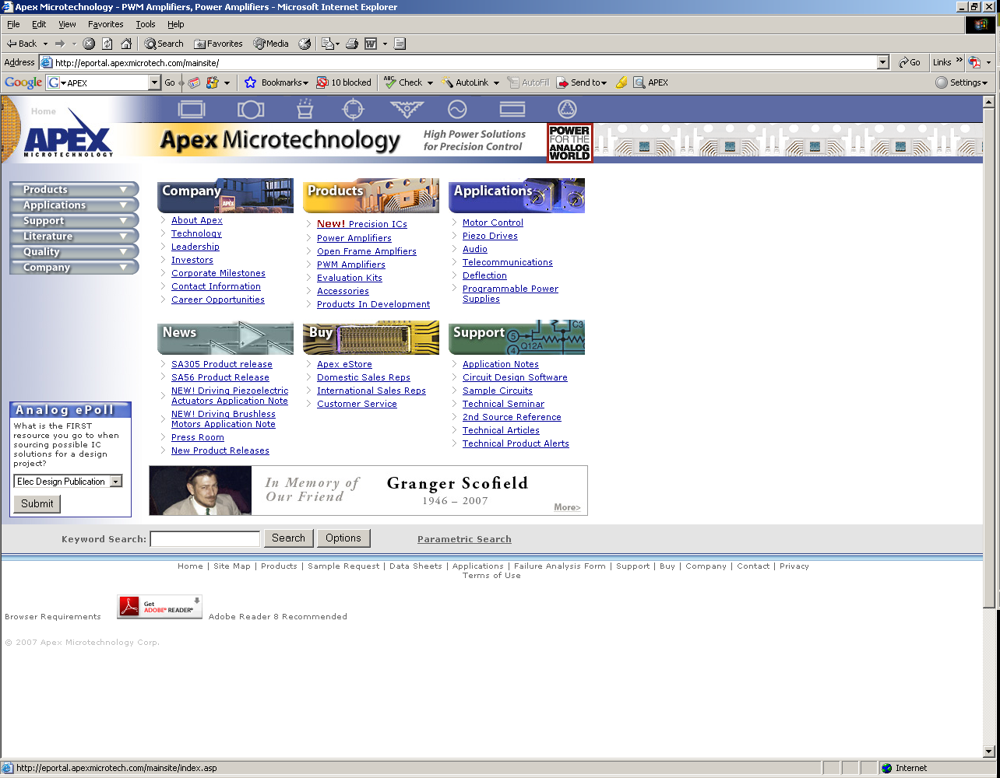 Apex Microtechnology - PWM Amplifiers, Power Amplifiers - Microsoft Internet Explorer
File Edit View Favorites Tools Help
Back Search Favorites Media
Address http://eportal.apexmicrotech.com/mainsite/ Go Links »
Google G APEX Go Bookmarks 10 blocked ABC Check AutoLink AutoFill Send to APEX Settings
Home
APEX
MICROTECHNOLOGY
Apex Microtechnology
High Power Solutions
for Precision Control
POWER
FOR THE
ANALOG
WORLD
Products
Applications
Support
Literature
Quality
Company
Company
APEX
About Apex
Technology
Leadership
Investors
Corporate Milestones
Contact Information
Career Opportunities
Products
New! Precision ICs
Power Amplifiers
Open Frame Amplfiers
PWM Amplifiers
Evaluation Kits
Accessories
Products In Development
Applications
Motor Control
Piezo Drives
Audio
Telecommunications
Deflection
Programmable Power
Supplies
News
SA305 Product release
SA56 Product Release
NEW! Driving Piezoelectric
Actuators Application Note
NEW! Driving Brushless
Motors Application Note
Press Room
New Product Releases
Buy
Apex eStore
Domestic Sales Reps
International Sales Reps
Customer Service
Support
C3
5
Q12A
4
Application Notes
Circuit Design Software
Sample Circuits
Technical Seminar
2nd Source Reference
Technical Articles
Technical Product Alerts
Analog ePoll
What is the FIRST
resource you go to when
sourcing possible IC
solutions for a design
project?
Elec Design Publication
Submit
In Memory of
Our Friend
Granger Scofield
1946 – 2007
More>
Keyword Search: Search Options Parametric Search
Home | Site Map | Products | Sample Request | Data Sheets | Applications | Failure Analysis Form | Support | Buy | Company | Contact | Privacy
Terms of Use
Get
ADOBE® READER®
Browser Requirements Adobe Reader 8 Recommended
© 2007 Apex Microtechnology Corp.
http://eportal.apexmicrotech.com/mainsite/index.asp Internet